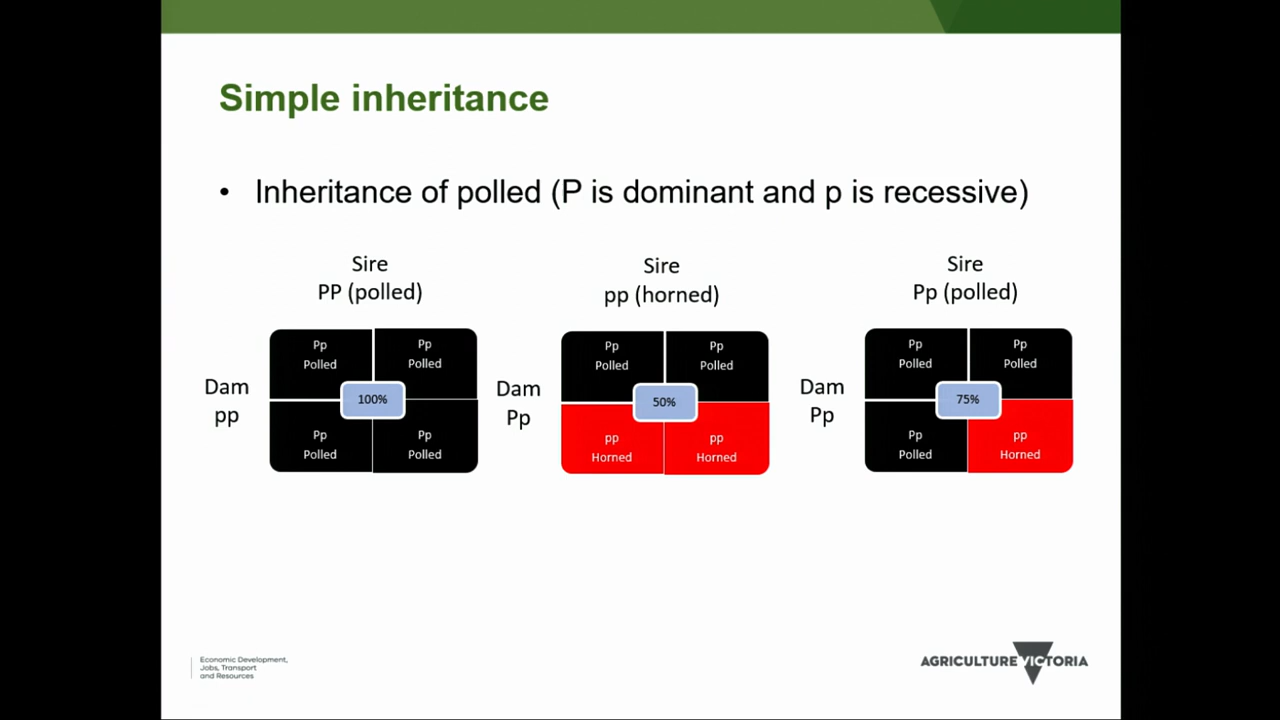 Simple inheritance
• Inheritance of polled (P is dominant and p is recessive)
Sire
PP (polled)
Dam
pp
Pp
Polled
Pp
Polled
100%
Pp
Polled
Pp
Polled
Sire
pp (horned)
Dam
Pp
Pp
Polled
Pp
Polled
50%
pp
Horned
pp
Horned
Sire
Pp (polled)
Dam
Pp
Pp
Polled
Pp
Polled
75%
Pp
Polled
pp
Horned
Economic Development,
Jobs, Transport
and Resources
AGRICULTURE VICTORIA